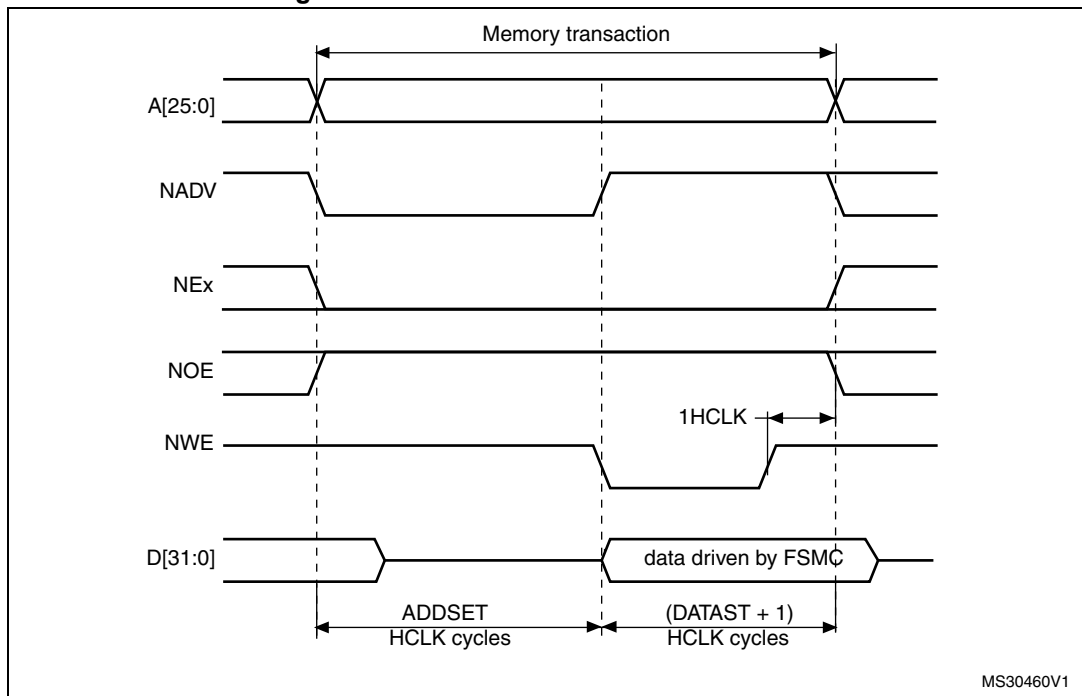 g
Memory transaction
A[25:0]
NADV
NEx
NOE
1HCLK
NWE
D[31:0]
data driven by FSMC
ADDSET
HCLK cycles
(DATAST + 1)
HCLK cycles
MS30460V1